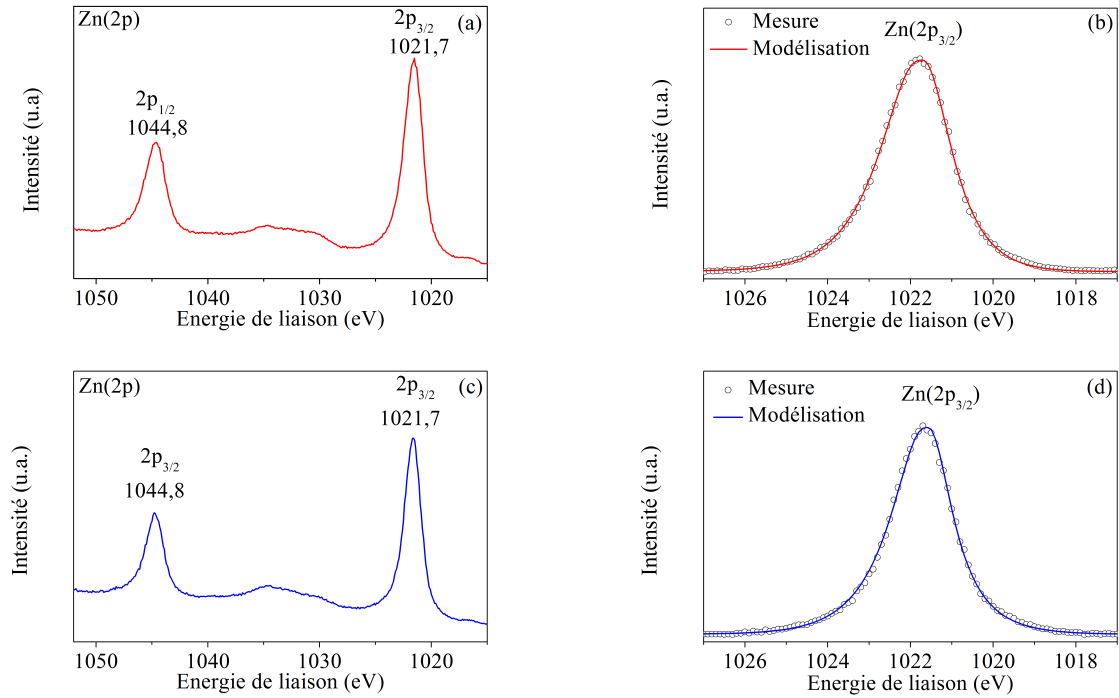 Zn(2p)
(a)
2p3/2
1021,7
2p1/2
1044,8
Intensité (u.a)
1050
1040
1030
1020
Energie de liaison (eV)
Mesure
Modélisation
Zn(2p3/2)
(b)
Intensité (u.a.)
1026
1024
1022
1020
1018
Energie de liaison (eV)
Zn(2p)
(c)
2p3/2
1021,7
2p3/2
1044,8
Intensité (u.a.)
1050
1040
1030
1020
Energie de liaison (eV)
Mesure
Modélisation
Zn(2p3/2)
(d)
Intensité (u.a.)
1026
1024
1022
1020
1018
Energie de liaison (eV)